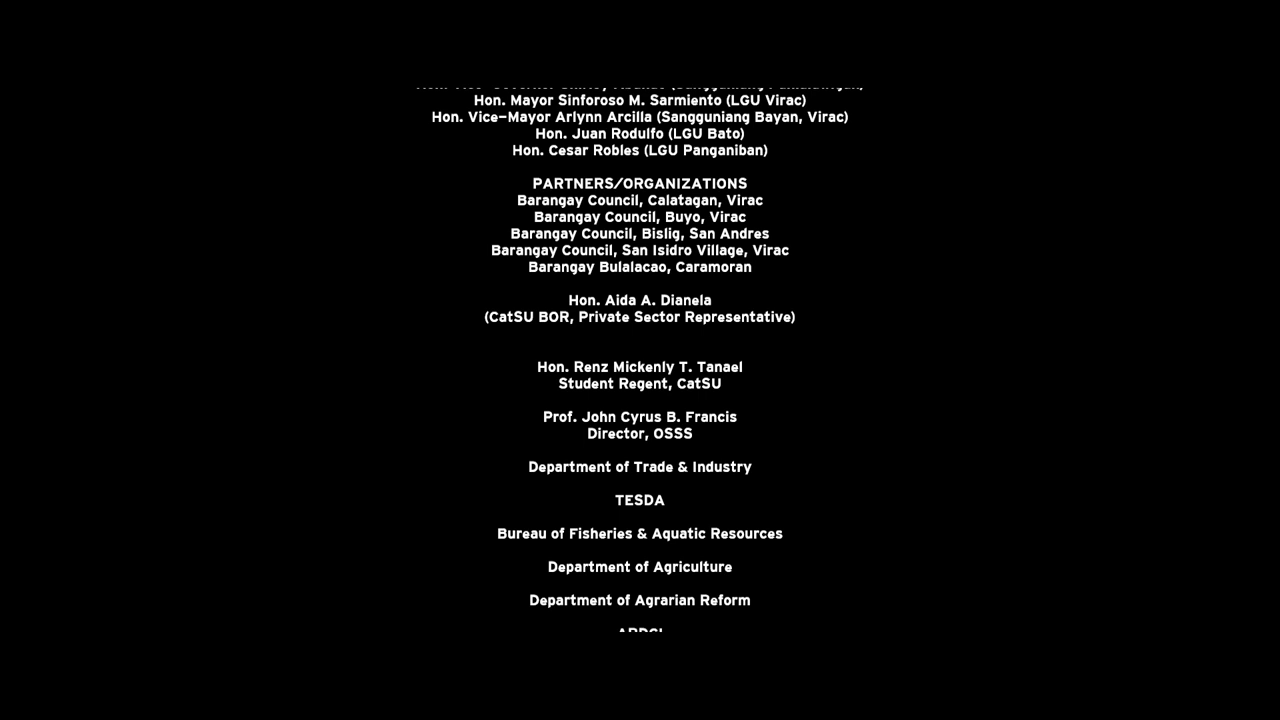 Hon. Mayor Sinforoso M. Sarmiento (LGU Virac)
Hon. Vice-Mayor Arlynn Arcilla (Sangguniang Bayan, Virac)
Hon. Juan Rodulfo (LGU Bato)
Hon. Cesar Robles (LGU Panganiban)
PARTNERS/ORGANIZATIONS
Barangay Council, Calatagan, Virac
Barangay Council, Buyo, Virac
Barangay Council, Bislig, San Andres
Barangay Council, San Isidro Village, Virac
Barangay Bulalacao, Caramoran
Hon. Aida A. Dianela
(CatSU BOR, Private Sector Representative)
Hon. Renz Mickenly T. Tanael
Student Regent, CatSU
Prof. John Cyrus B. Francis
Director, OSSS
Department of Trade & Industry
TESDA
Bureau of Fisheries & Aquatic Resources
Department of Agriculture
Department of Agrarian Reform